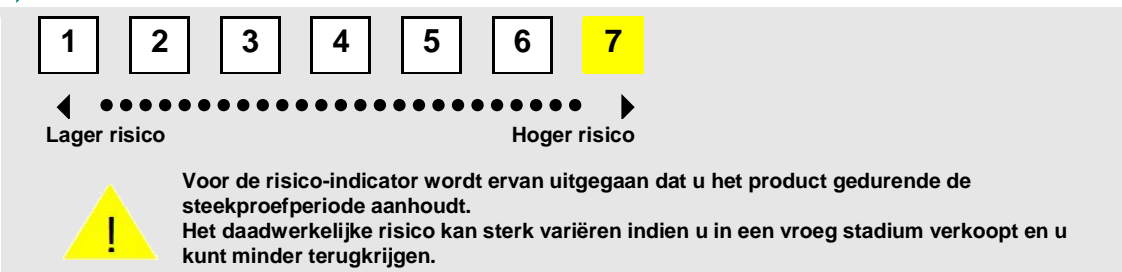 1 2 3 4 5 6 7
Lager risico Hoger risico
Voor de risico-indicator wordt ervan uitgegaan dat u het product gedurende de
steekproefperiode aanhoudt.
!
Het daadwerkelijke risico kan sterk variëren indien u in een vroeg stadium verkoopt en u
kunt minder terugkrijgen.